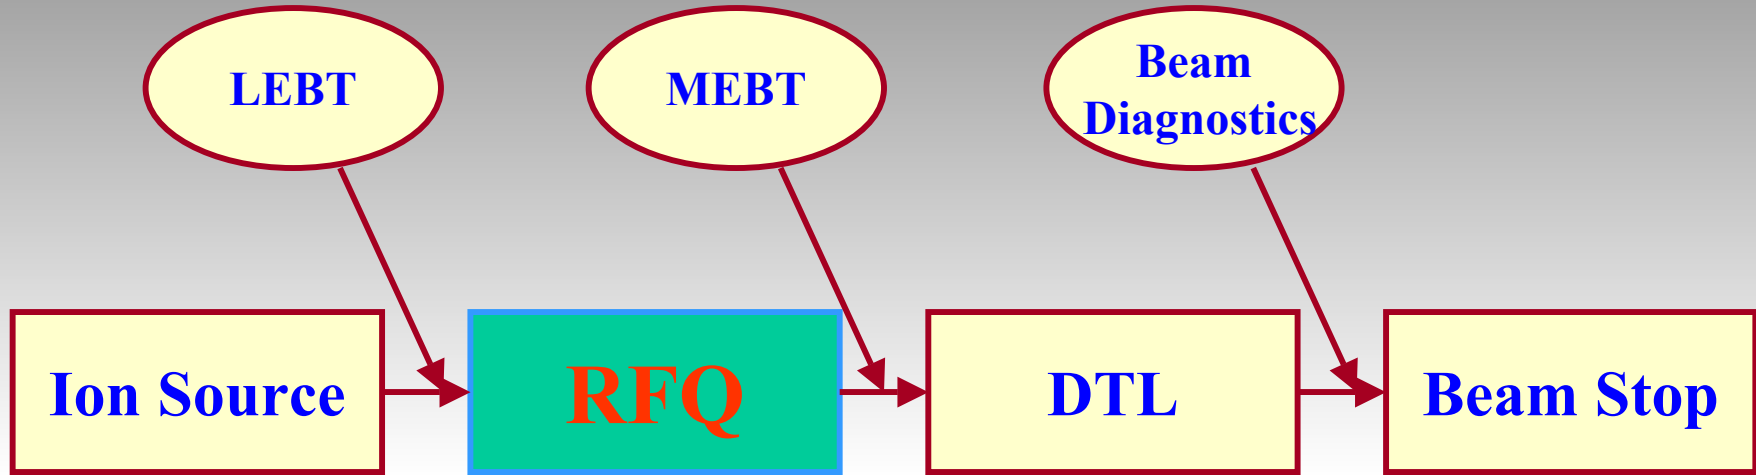 LEBT
MEBT
Beam
Diagnostics
Ion Source
RFQ
DTL
Beam Stop